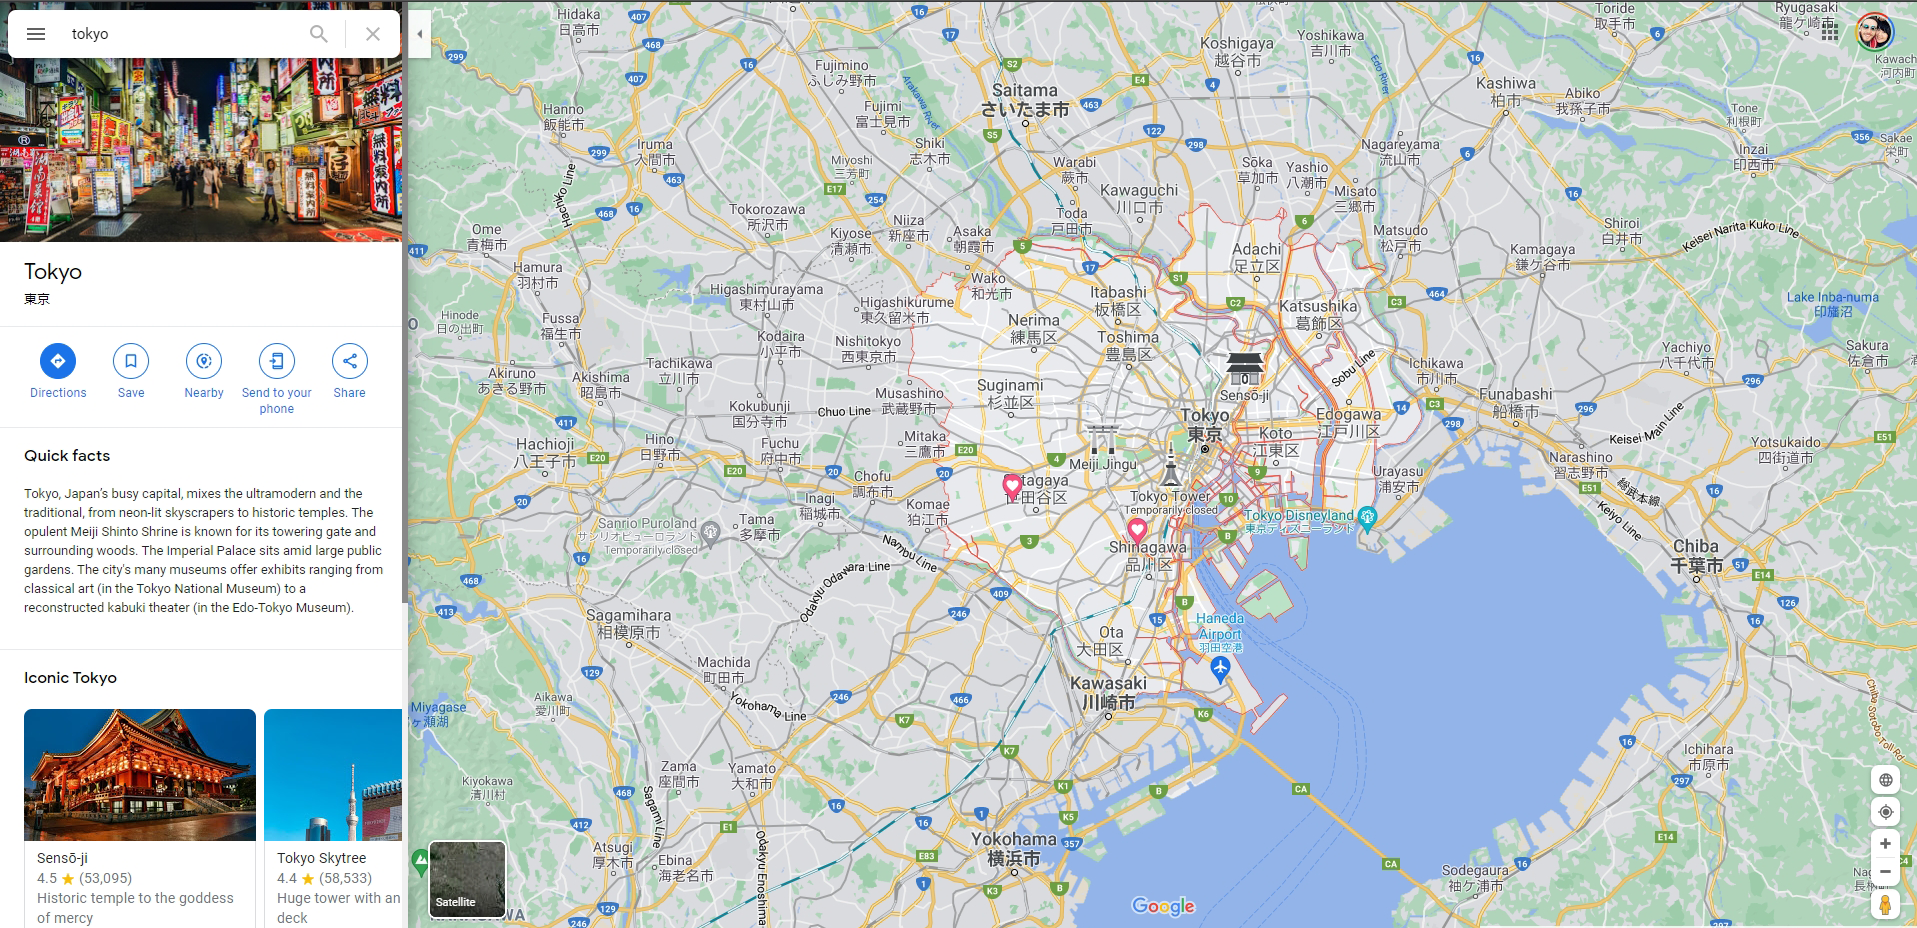 tokyo
Tokyo
東京
Directions
Save
Nearby
Send to your
phone
Share
Quick facts
Tokyo, Japan's busy capital, mixes the ultramodern and the
traditional, from neon-lit skyscrapers to historic temples. The
opulent Meiji Shinto Shrine is known for its towering gate and
surrounding woods. The Imperial Palace sits amid large public
gardens. The city's many museums offer exhibits ranging from
classical art (in the Tokyo National Museum) to a
reconstructed kabuki theater (in the Edo-Tokyo Museum).
Iconic Tokyo
Sensō-ji
4.5 (53,095)
Historic temple to the goddess
of mercy
Tokyo Skytree
4.4 (58,533)
Huge tower with an
deck
無料案内所
Hidaka
日高市
Fujimino
ふじみ野市
Saitama
さいたま市
Koshigaya
越谷市
Yoshikawa
吉川市
Toride
取手市
Ryugasaki
龍ケ崎市
Kashiwa
柏市
Abiko
我孫子市
Kawach
河内町
Tone
利根町
Sakae
栄町
Inzai
印西市
Hanno
飯能市
Fujimi
富士見市
Arakawa River
Edo River
Iruma
入間市
Miyoshi
三芳町
Shiki
志木市
Warabi
蕨市
Kawaguchi
川口市
Sōka
草加市
Yashio
八潮市
Misato
三郷市
Nagareyama
流山市
Hachiko Line
Tokorozawa
所沢市
Niiza
新座市
Asaka
朝霞市
Toda
戸田市
Matsudo
松戸市
Kamagaya
鎌ケ谷市
Shiroi
白井市
Keisei Narita Kuko Line
Ome
青梅市
Kiyose
清瀬市
Wako
和光市
Adachi
足立区
Hamura
羽村市
Higashimurayama
東村山市
Higashikurume
東久留米市
Itabashi
板橋区
Katsushika
葛飾区
Lake Inba-numa
印旛沼
Hinode
日の出町
Fussa
福生市
Kodaira
小平市
Nishitokyo
西東京市
Nerima
練馬区
Toshima
豊島区
Sobu Line
Ichikawa
市川市
Yachiyo
八千代市
Sakura
佐倉市
Akiruno
あきる野市
Akishima
昭島市
Tachikawa
立川市
Musashino
武蔵野市
Suginami
杉並区
Sensō-ji
Funabashi
船橋市
Kokubunji
国分寺市
Chuo Line
Tokyo
東京
Edogawa
江戸川区
Keisei Main Line
Hachioji
八王子市
Hino
日野市
Fuchu
府中市
Mitaka
三鷹市
Meiji Jingu
Koto
江東区
Yotsukaido
四街道市
Inagi
稲城市
Chofu
調布市
tagaya
世田谷区
Tokyo Tower
Temporarily closed
Urayasu
浦安市
Narashino
習志野市
総武本線
Keiyo Line
Sanrio Puroland
サンリオピューロランド
Temporarily closed
Tama
多摩市
Komae
狛江市
Tokyo Disneyland
東京ディズニーランド
Nambu Line
Shinagawa
品川区
Chiba
千葉市
Odakyu Odawara Line
Sagamihara
相模原市
Ota
大田区
Haneda
Airport
羽田空港
Machida
町田市
Kawasaki
川崎市
Aikawa
愛川町
Miyagase
ヶ瀬湖
Yokohama Line
Chiba Sotobo Toll Rd
Kiyokawa
清川村
Zama
座間市
Yamato
大和市
Ichihara
市原市
Sagami Line
Odakyu Enoshima
Atsugi
厚木市
Ebina
海老名市
Yokohama
横浜市
Sodegaura
袖ケ浦市
Satellite
Google